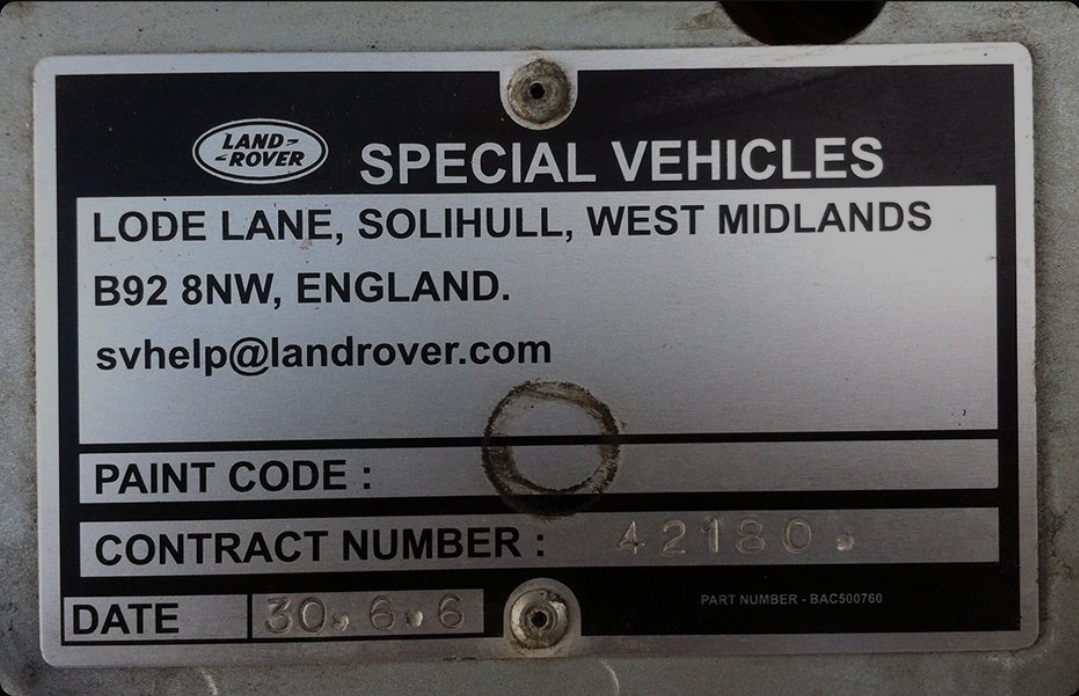 LAND-
-ROVER
SPECIAL VEHICLES
LODE LANE, SOLIHULL, WEST MIDLANDS
B92 8NW, ENGLAND.
svhelp@landrover.com
PAINT CODE :
CONTRACT NUMBER : 42180.
DATE 30.6.6
PART NUMBER - BAC500760